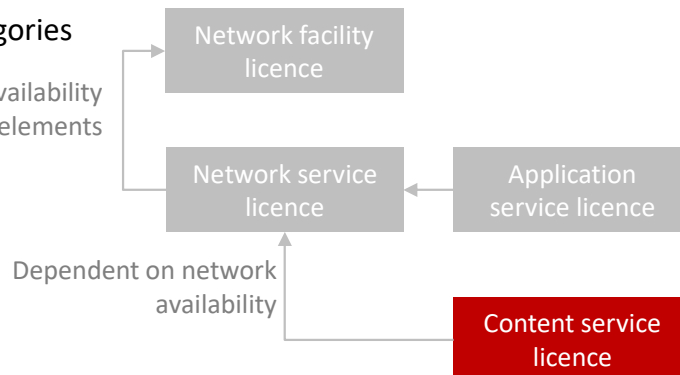 gories
Network facility
licence
vailability
elements
Network service
licence
Application
service licence
Dependent on network
availability
Content service
licence